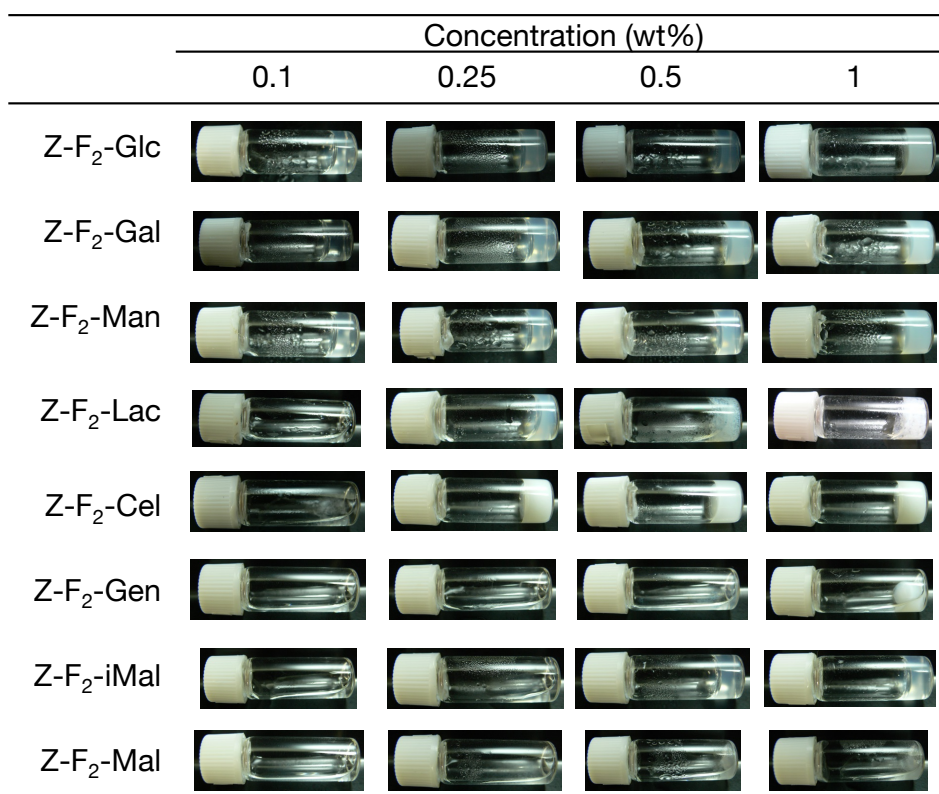 Concentration (wt%)
0.1 0.25 0.5 1
Z-F₂-Glc
Z-F₂-Gal
Z-F₂-Man
Z-F₂-Lac
Z-F₂-Cel
Z-F₂-Gen
Z-F₂-iMal
Z-F₂-Mal